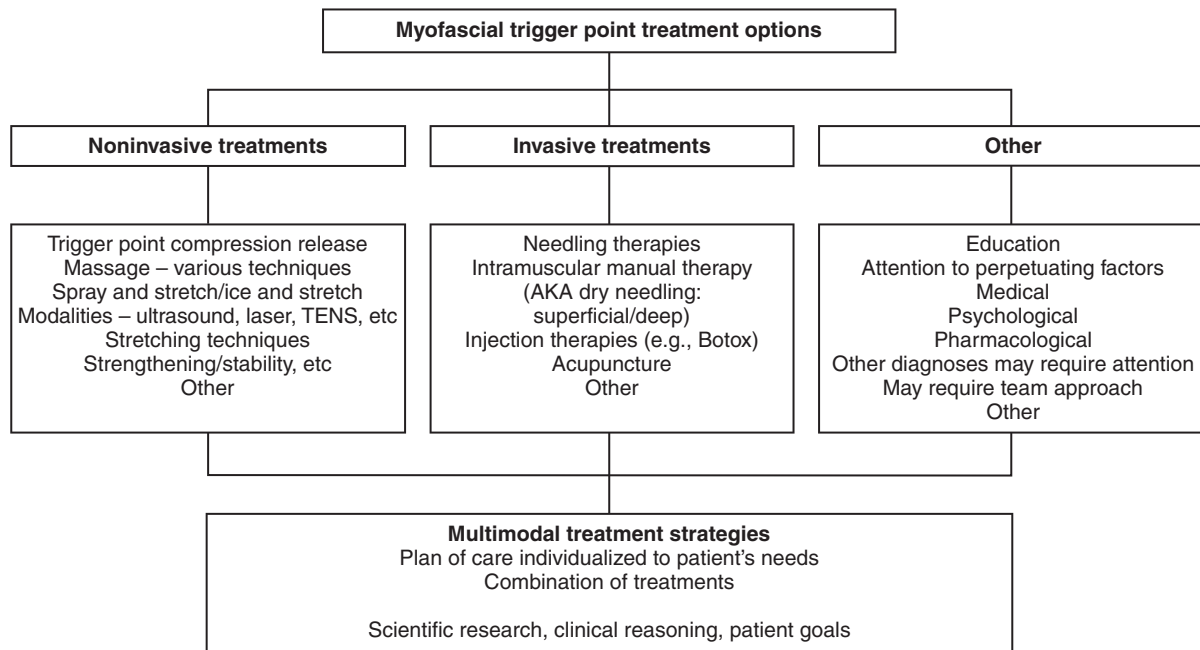 Myofascial trigger point treatment options
Noninvasive treatments
Invasive treatments
Other
Trigger point compression release
Massage – various techniques
Spray and stretch/ice and stretch
Modalities – ultrasound, laser, TENS, etc
Stretching techniques
Strengthening/stability, etc
Other
Needling therapies
Intramuscular manual therapy
(AKA dry needling:
superficial/deep)
Injection therapies (e.g., Botox)
Acupuncture
Other
Education
Attention to perpetuating factors
Medical
Psychological
Pharmacological
Other diagnoses may require attention
May require team approach
Other
Multimodal treatment strategies
Plan of care individualized to patient's needs
Combination of treatments
Scientific research, clinical reasoning, patient goals